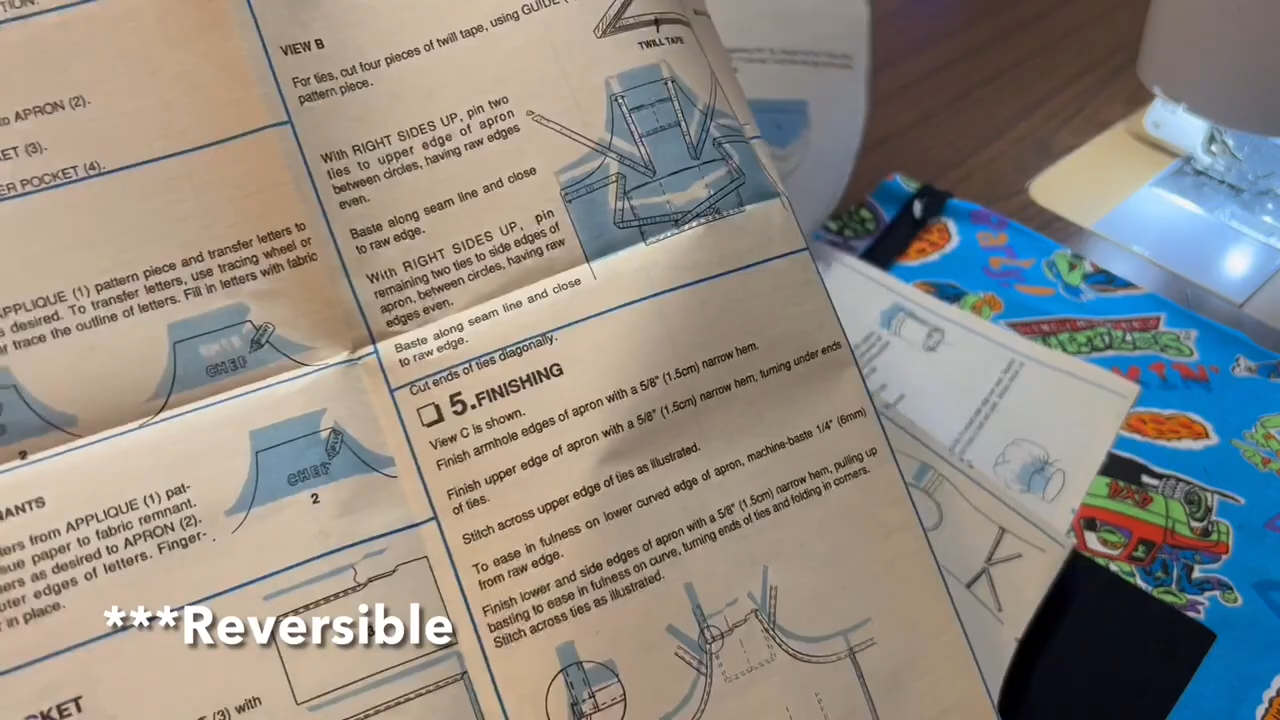 TION.
APRON (2).
ET (3).
ER POCKET (4).
APPLIQUE (1) pattern piece and transfer letters to
s desired. To transfer letters, use tracing wheel or
r trace the outline of letters. Fill in letters with fabric
CHEF
2
CHEF
2
NANTS
ters from APPLIQUE (1) pat-
sue paper to fabric remnant.
ers as desired to APRON (2).
outer edges of letters. Finger-
r in place.
CKET
(3) with
VIEW B
For ties, cut four pieces of twill tape, using GUIDE
pattern piece.
TWILL TAPE
With RIGHT SIDES UP, pin two
ties to upper edge of apron
between circles, having raw edges
even.
Baste along seam line and close
to raw edge.
With RIGHT SIDES UP, pin
remaining two ties to side edges of
apron, between circles, having raw
edges even.
Baste along seam line and close
to raw edge.
Cut ends of ties diagonally.
5. FINISHING
View C is shown.
Finish armhole edges of apron with a 5/8" (1.5cm) narrow hem.
Finish upper edge of apron with a 5/8" (1.5cm) narrow hem, turning under ends
of ties.
Stitch across upper edge of ties as illustrated.
To ease in fulness on lower curved edge of apron, machine-baste 1/4" (6mm)
from raw edge.
Finish lower and side edges of apron with a 5/8" (1.5cm) narrow hem, pulling up
basting to ease in fulness on curve, turning ends of ties and folding in corners.
Stitch across ties as illustrated.
***Reversible